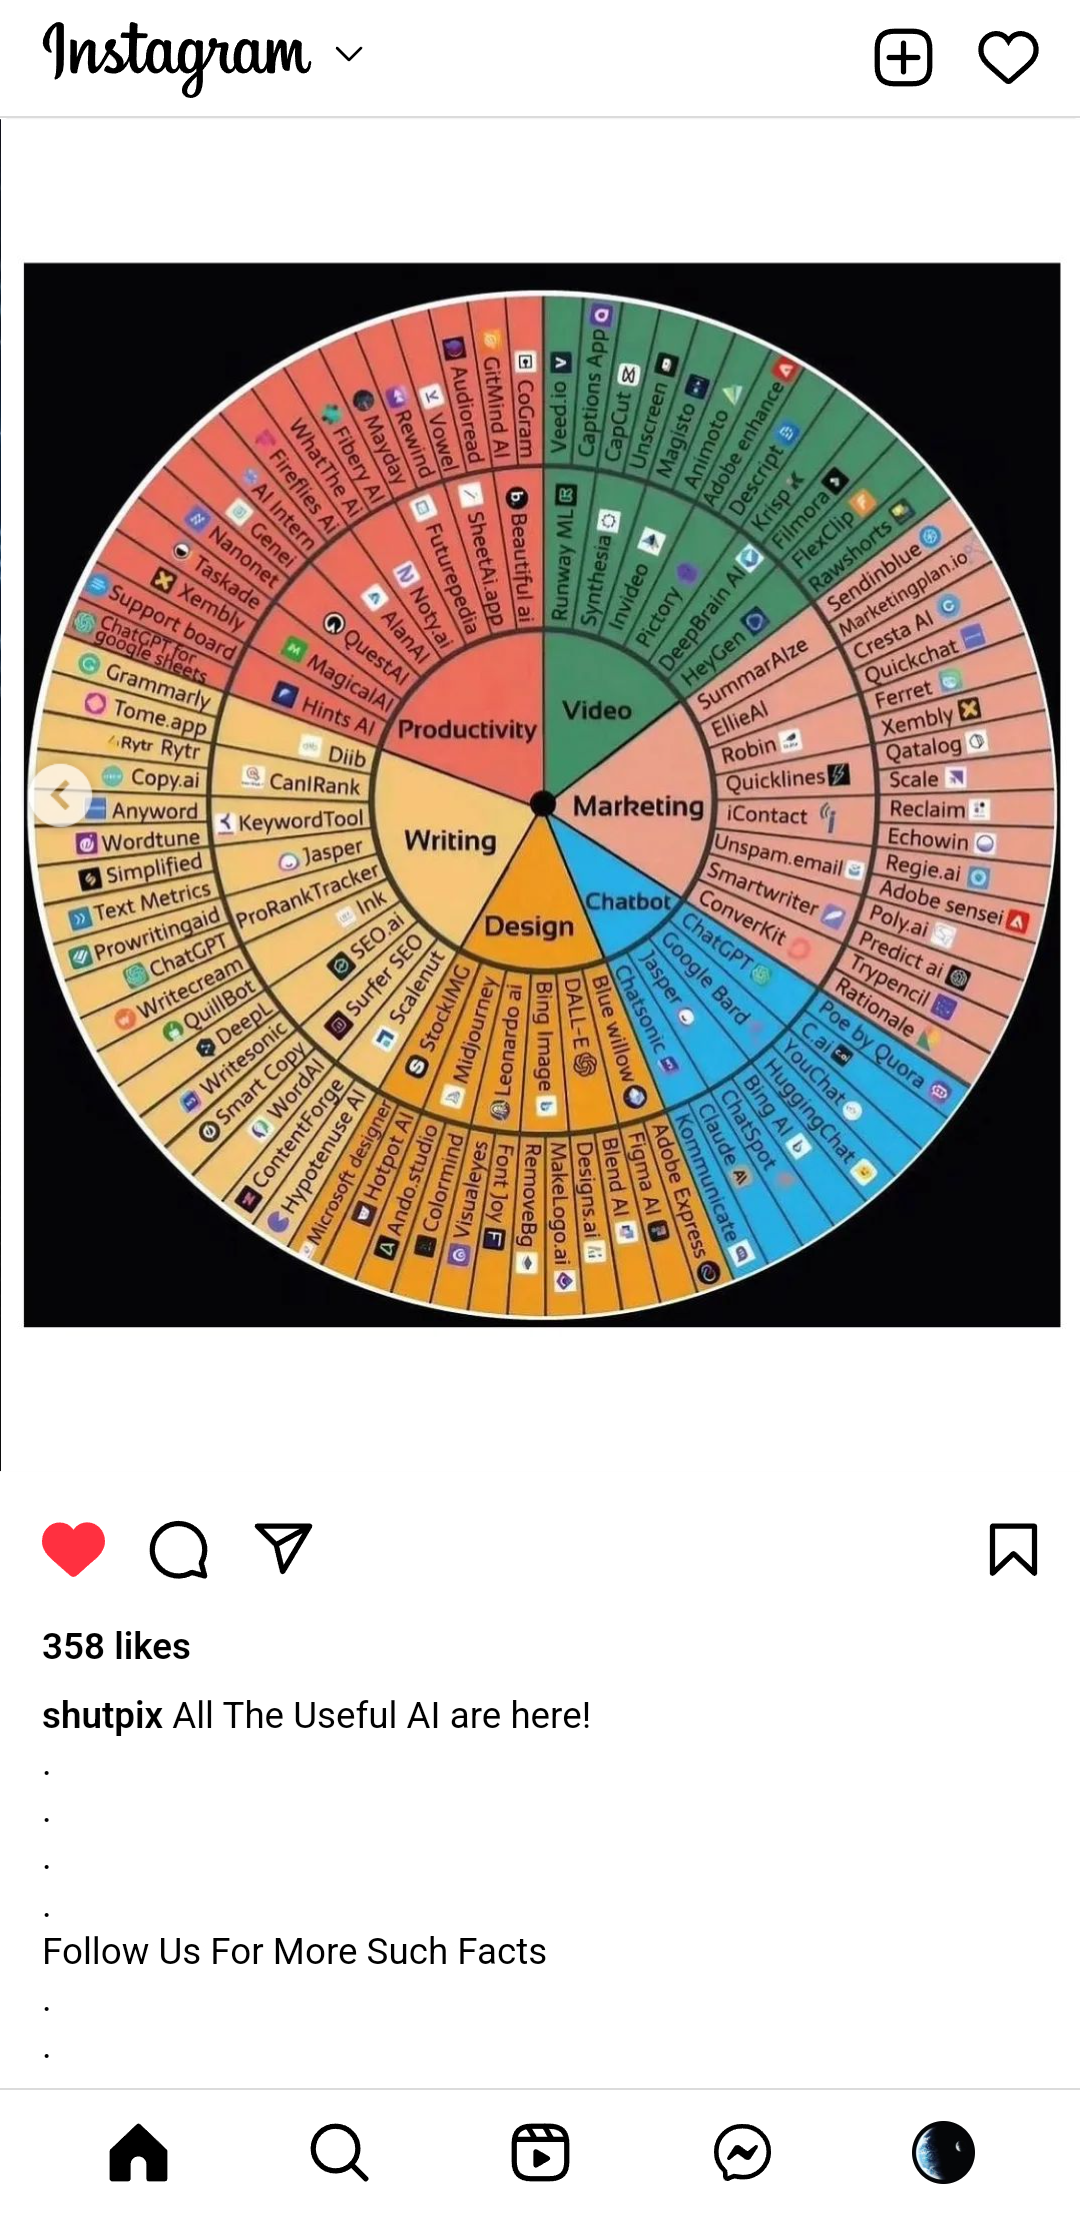 Instagram
CoGram
GitMind AI
Audioread
Vowel
Rewind
Mayday
Fibery AI
WhatThe Ai
Fireflies Ai
AI Intern
Genei
Nanonet
Taskade
Xembly
Support board
ChatGPT for
google sheets
Beautiful ai
SheetAi.app
Futurepedia
Noty.ai
AlanAI
QuestAI
MagicalAI
Hints AI
Productivity
Veed.io
Captions App
CapCut
Unscreen
Magisto
Animoto
Adobe enhance
Descript
Krisp
Filmora
FlexClip
Rawshorts
Runway ML
Synthesia
Invideo
Pictory
DeepBrain AI
HeyGen
Video
Sendinblue
Marketingplan.io
Cresta AI
Quickchat
Ferret
Xembly
Qatalog
Scale
Reclaim
Echowin
Regie.ai
Adobe sensei
Poly.ai
Predict ai
Trypencil
Rationale
SummarAIze
EllieAI
Robin
Quicklines
iContact
Unspam.email
Smartwriter
ConverKit
Marketing
Poe by Quora
C.ai
YouChat
HuggingChat
Bing AI
ChatSpot
Claude
Kommunicate
ChatGPT
Google Bard
Jasper
Chatsonic
Chatbot
Adobe Express
Figma AI
Blend AI
Designs.ai
MakeLogo.ai
RemoveBg
Font Joy
Visualeyes
Colormind
Ando.studio
Hotpot AI
Microsoft designer
Blue willow
DALL-E
Bing Image
Leonardo ai
Midjourney
StockIMG
Design
Grammarly
Tome.app
Rytr Rytr
Copy.ai
Anyword
Wordtune
Simplified
Text Metrics
Prowritingaid
ChatGPT
Writecream
QuillBot
DeepL
Writesonic
Smart Copy
WordAI
ContentForge
Hypotenuse AI
Diib
CanIRank
KeywordTool
Jasper
ProRankTracker
Ink
SEO.ai
Surfer SEO
Scalenut
Writing
358 likes
shutpix All The Useful AI are here!
.
.
.
.
Follow Us For More Such Facts
.
.